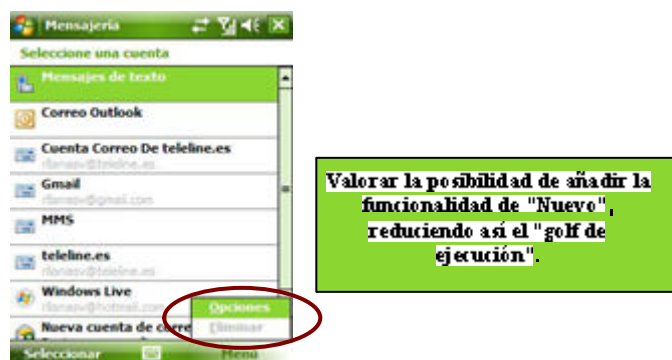 Mensajería
Seleccione una cuenta
Mensajes de texto
Correo Outlook
Cuenta Correo De teleline.es
Gmail
MMS
teleline.es
Windows Live
Nueva cuenta de corre
Opciones
Eliminar
Seleccionar
Menú
Valorar la posibilidad de añadir la
funcionalidad de "Nuevo",
reduciendo así el "golf de
ejecución".